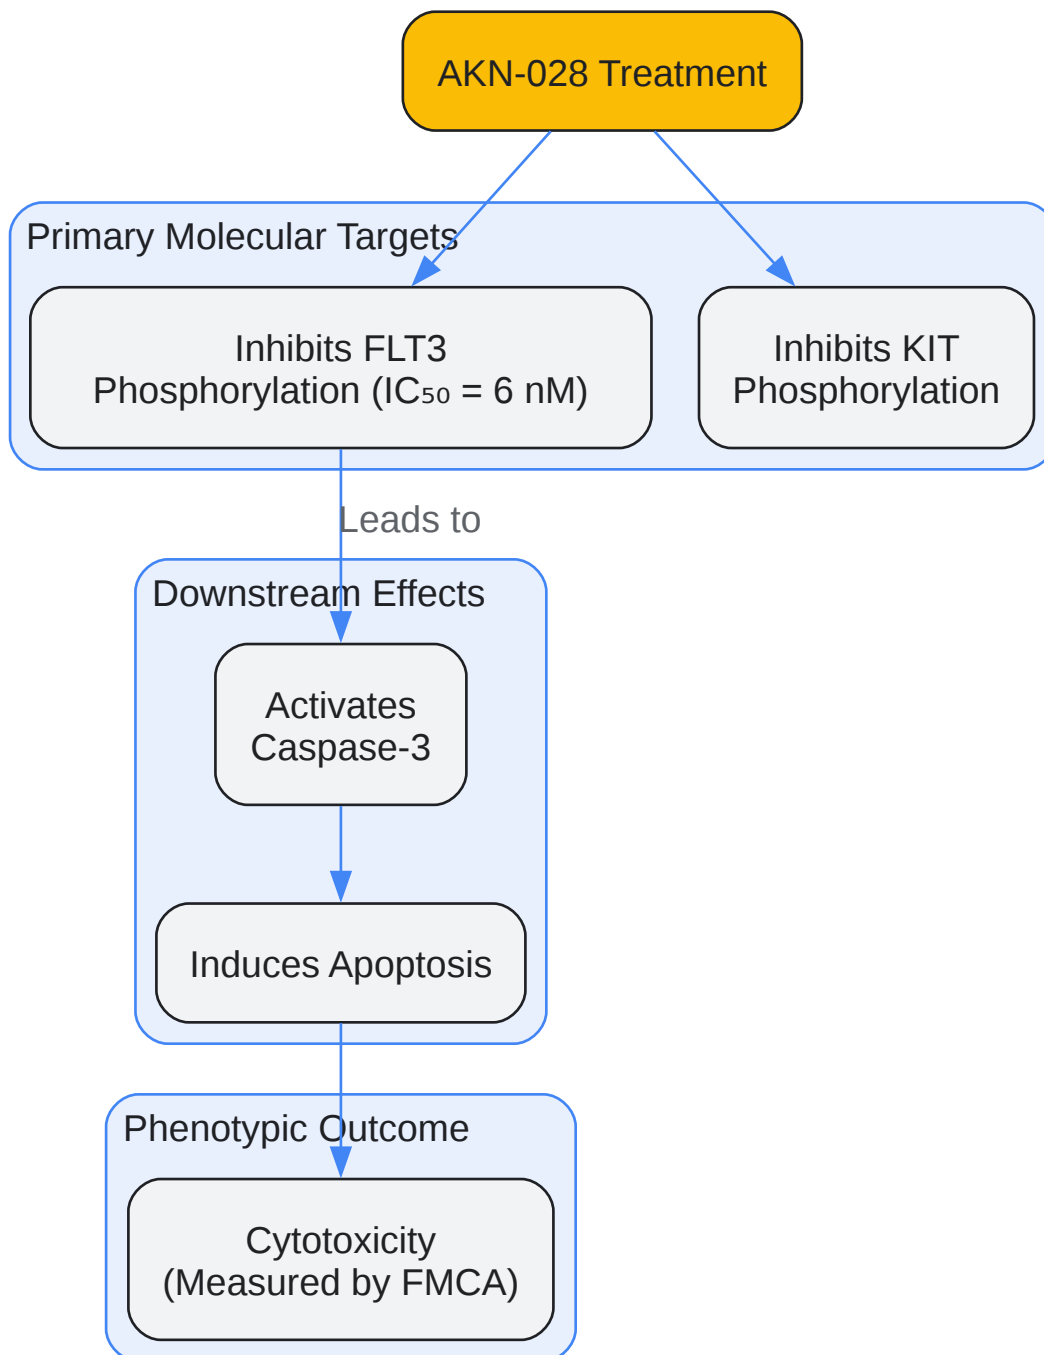 AKN-028 Treatment
Primary Molecular Targets
Inhibits FLT3
Phosphorylation (IC₅₀ = 6 nM)
Inhibits KIT
Phosphorylation
Leads to
Downstream Effects
Activates
Caspase-3
Induces Apoptosis
Phenotypic Outcome
Cytotoxicity
(Measured by FMCA)